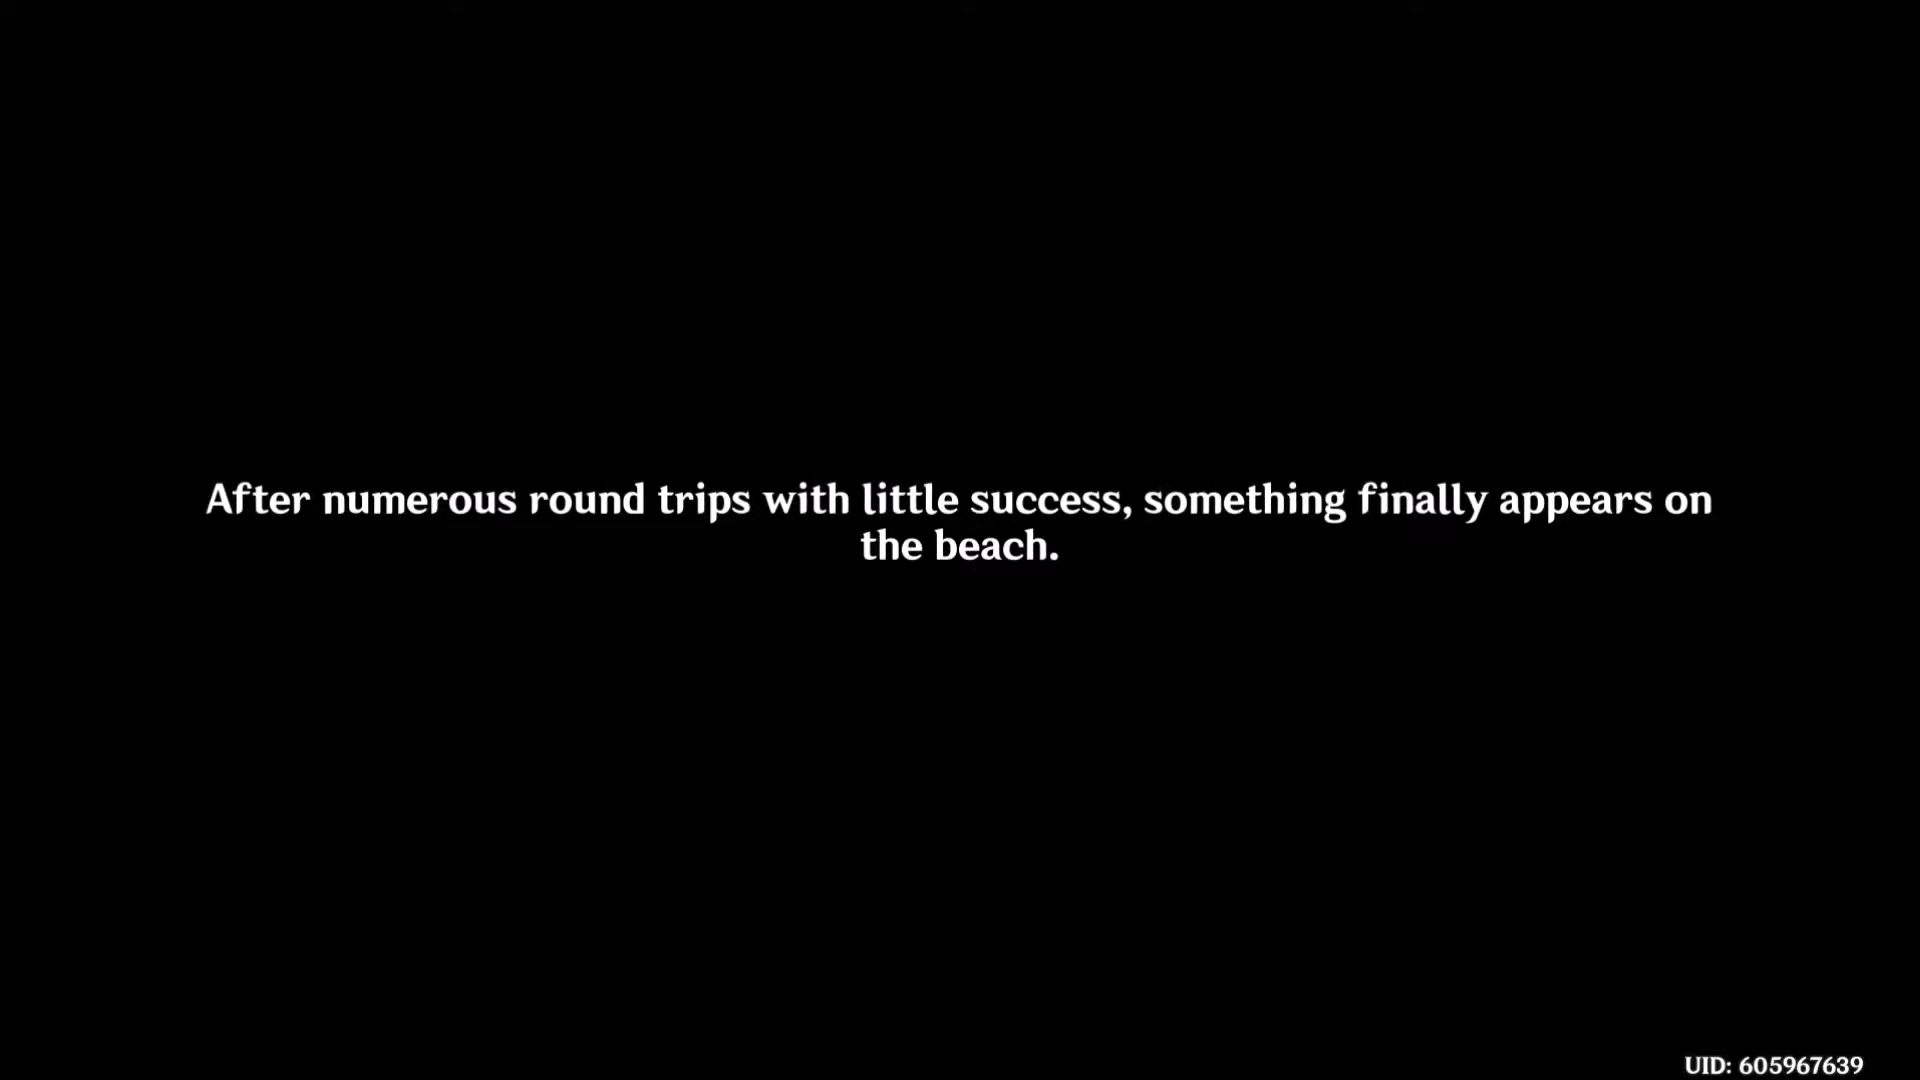 After numerous round trips with little success, something finally appears on
the beach.
UID: 605967639